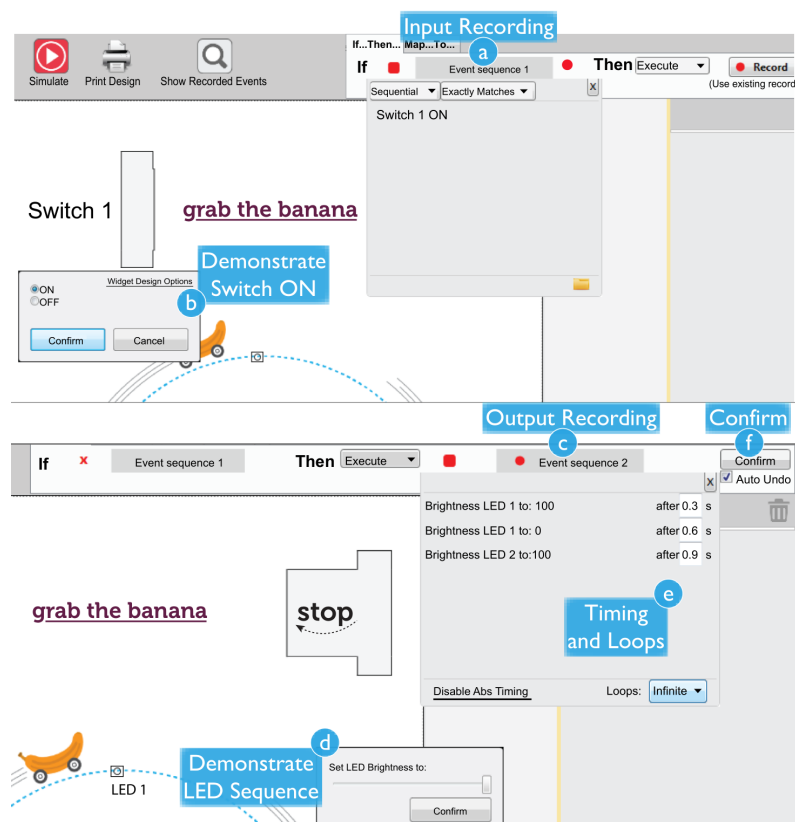 Input Recording
If...Then... Map...To...
a
If Event sequence 1 Then Execute Record
(Use existing record
Simulate Print Design Show Recorded Events
Sequential Exactly Matches X
Switch 1 ON
Switch 1 grab the banana
Demonstrate
Switch ON
b
Widget Design Options
ON
OFF
Confirm Cancel
Output Recording Confirm
c f
If x Event sequence 1 Then Execute Event sequence 2 Confirm
Auto Undo
X
Brightness LED 1 to: 100 after 0.3 s
Brightness LED 1 to: 0 after 0.6 s
Brightness LED 2 to:100 after 0.9 s
e
Timing
and Loops
grab the banana stop
Disable Abs Timing Loops: Infinite
d
Demonstrate
LED Sequence
Set LED Brightness to:
LED 1
Confirm